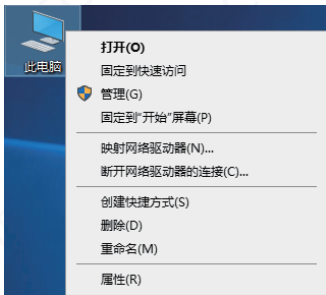 此电脑
打开(O)
固定到快速访问
管理(G)
固定到"开始"屏幕(P)
映射网络驱动器(N)...
断开网络驱动器的连接(C)...
创建快捷方式(S)
删除(D)
重命名(M)
属性(R)